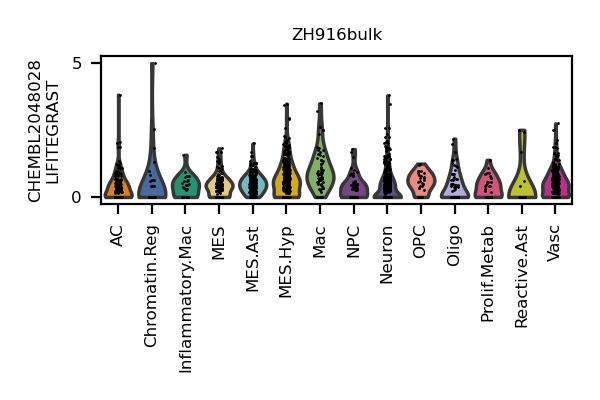 ZH916bulk
CHEMBL2048028
LIFITEGRAST
5
0
AC
Chromatin.Reg
Inflammatory.Mac
MES
MES.Ast
MES.Hyp
Mac
NPC
Neuron
OPC
Oligo
Prolif.Metab
Reactive.Ast
Vasc